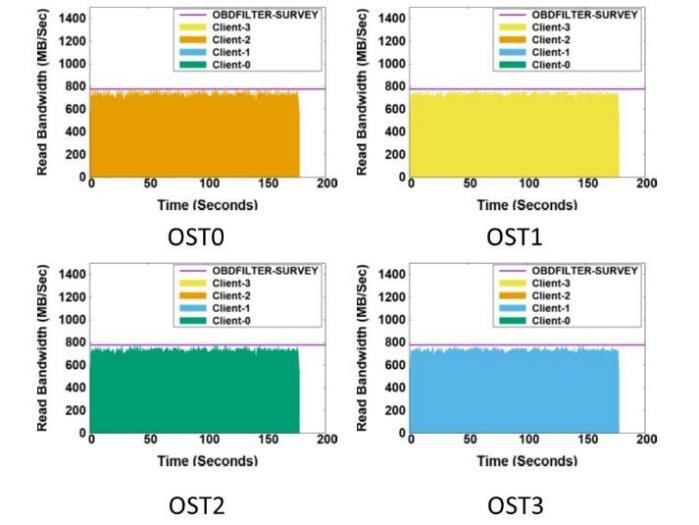 Read Bandwidth (MB/Sec)
1400
1200
1000
800
600
400
200
0
OBDFILTER-SURVEY
Client-3
Client-2
Client-1
Client-0
0 50 100 150 200
Time (Seconds)
OST0
Read Bandwidth (MB/Sec)
1400
1200
1000
800
600
400
200
0
OBDFILTER-SURVEY
Client-3
Client-2
Client-1
Client-0
0 50 100 150 200
Time (Seconds)
OST1
Read Bandwidth (MB/Sec)
1400
1200
1000
800
600
400
200
0
OBDFILTER-SURVEY
Client-3
Client-2
Client-1
Client-0
0 50 100 150 200
Time (Seconds)
OST2
Read Bandwidth (MB/Sec)
1400
1200
1000
800
600
400
200
0
OBDFILTER-SURVEY
Client-3
Client-2
Client-1
Client-0
0 50 100 150 200
Time (Seconds)
OST3